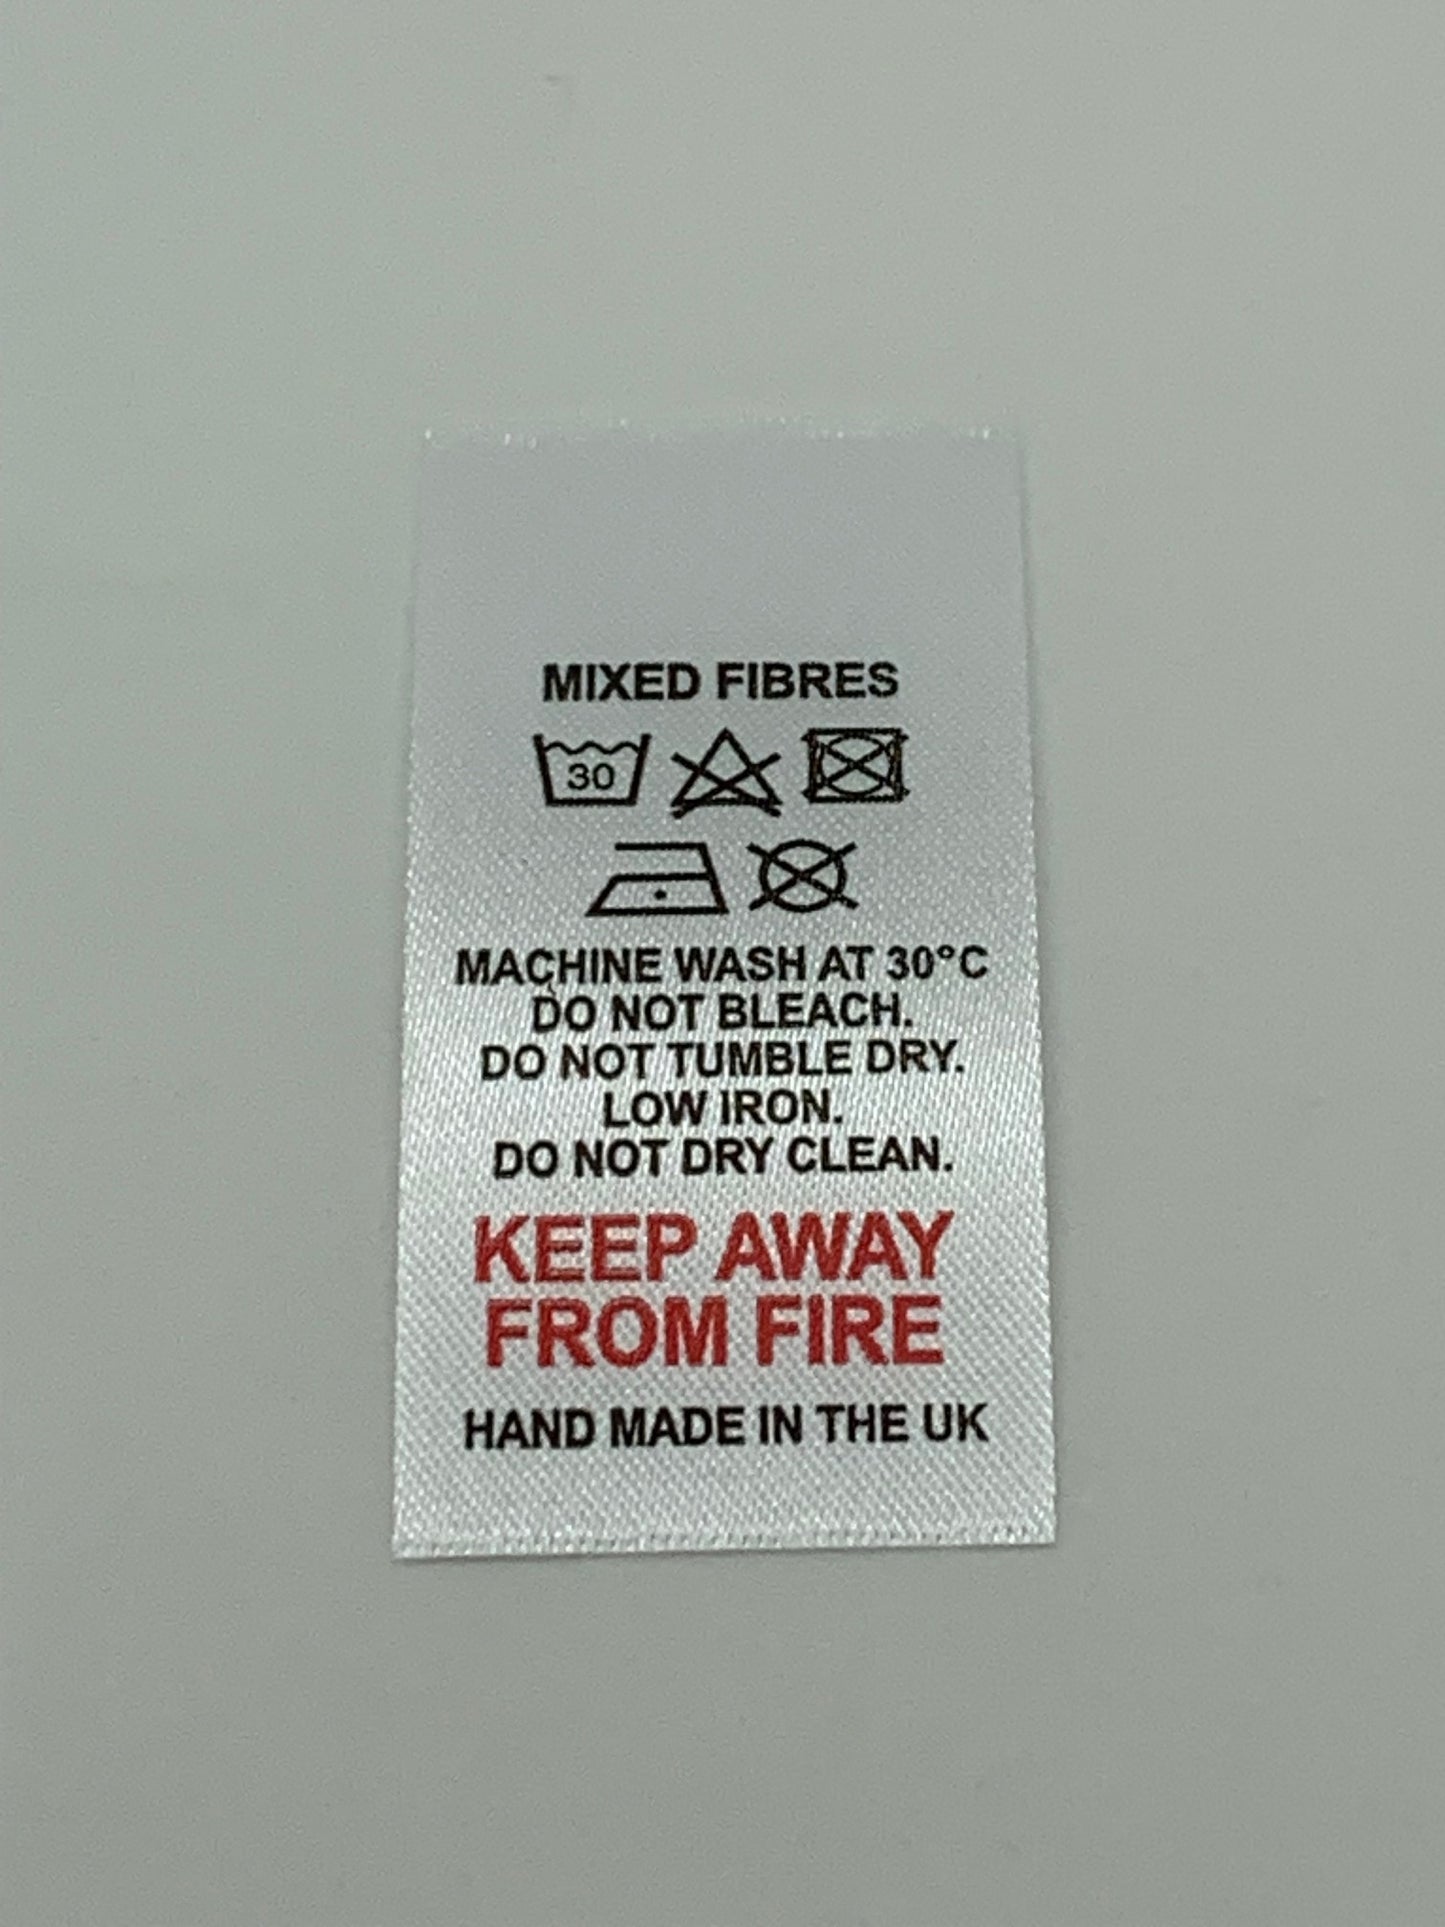 MIXED FIBRES
30
MACHINE WASH AT 30°C
DO NOT BLEACH.
DO NOT TUMBLE DRY.
LOW IRON.
DO NOT DRY CLEAN.
KEEP AWAY
FROM FIRE
HAND MADE IN THE UK